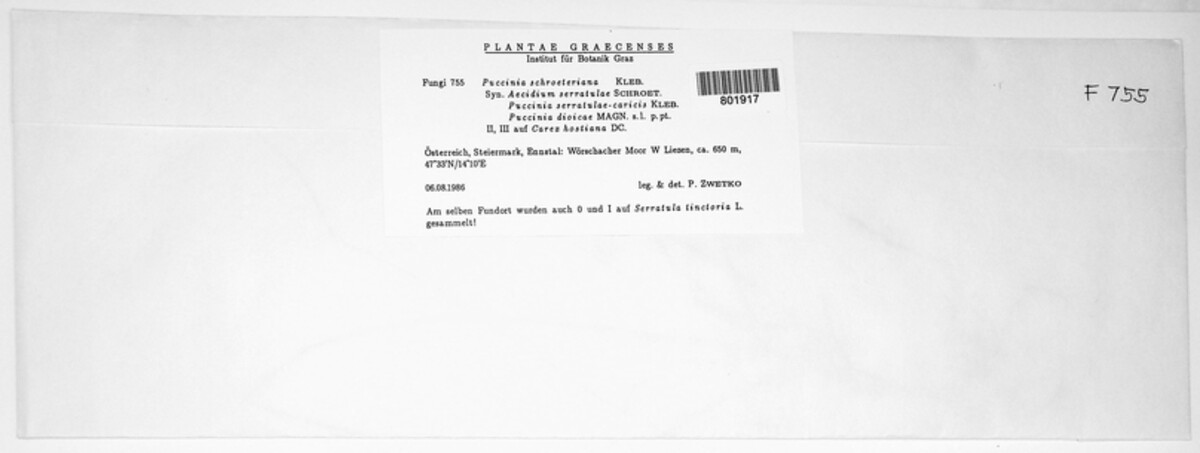 PLANTAE GRAECENSES
Institut für Botanik Graz
Fungi 755 Puccinia schroeteriana KLEB.
Syn. Aecidium serratulae SCHROET.
Puccinia serratulae-caricis KLEB.
Puccinia dioicae MAGN. s.l. p.pt.
II, III auf Carex hostiana DC.
801917
F 755
Österreich, Steiermark, Ennstal: Wörschacher Moor W Liezen, ca. 650 m,
47°33'N/14°10'E
06.08.1986 leg. & det. P. ZWETKO
Am selben Fundort wurden auch 0 und I auf Serratula tinctoria L.
gesammelt!